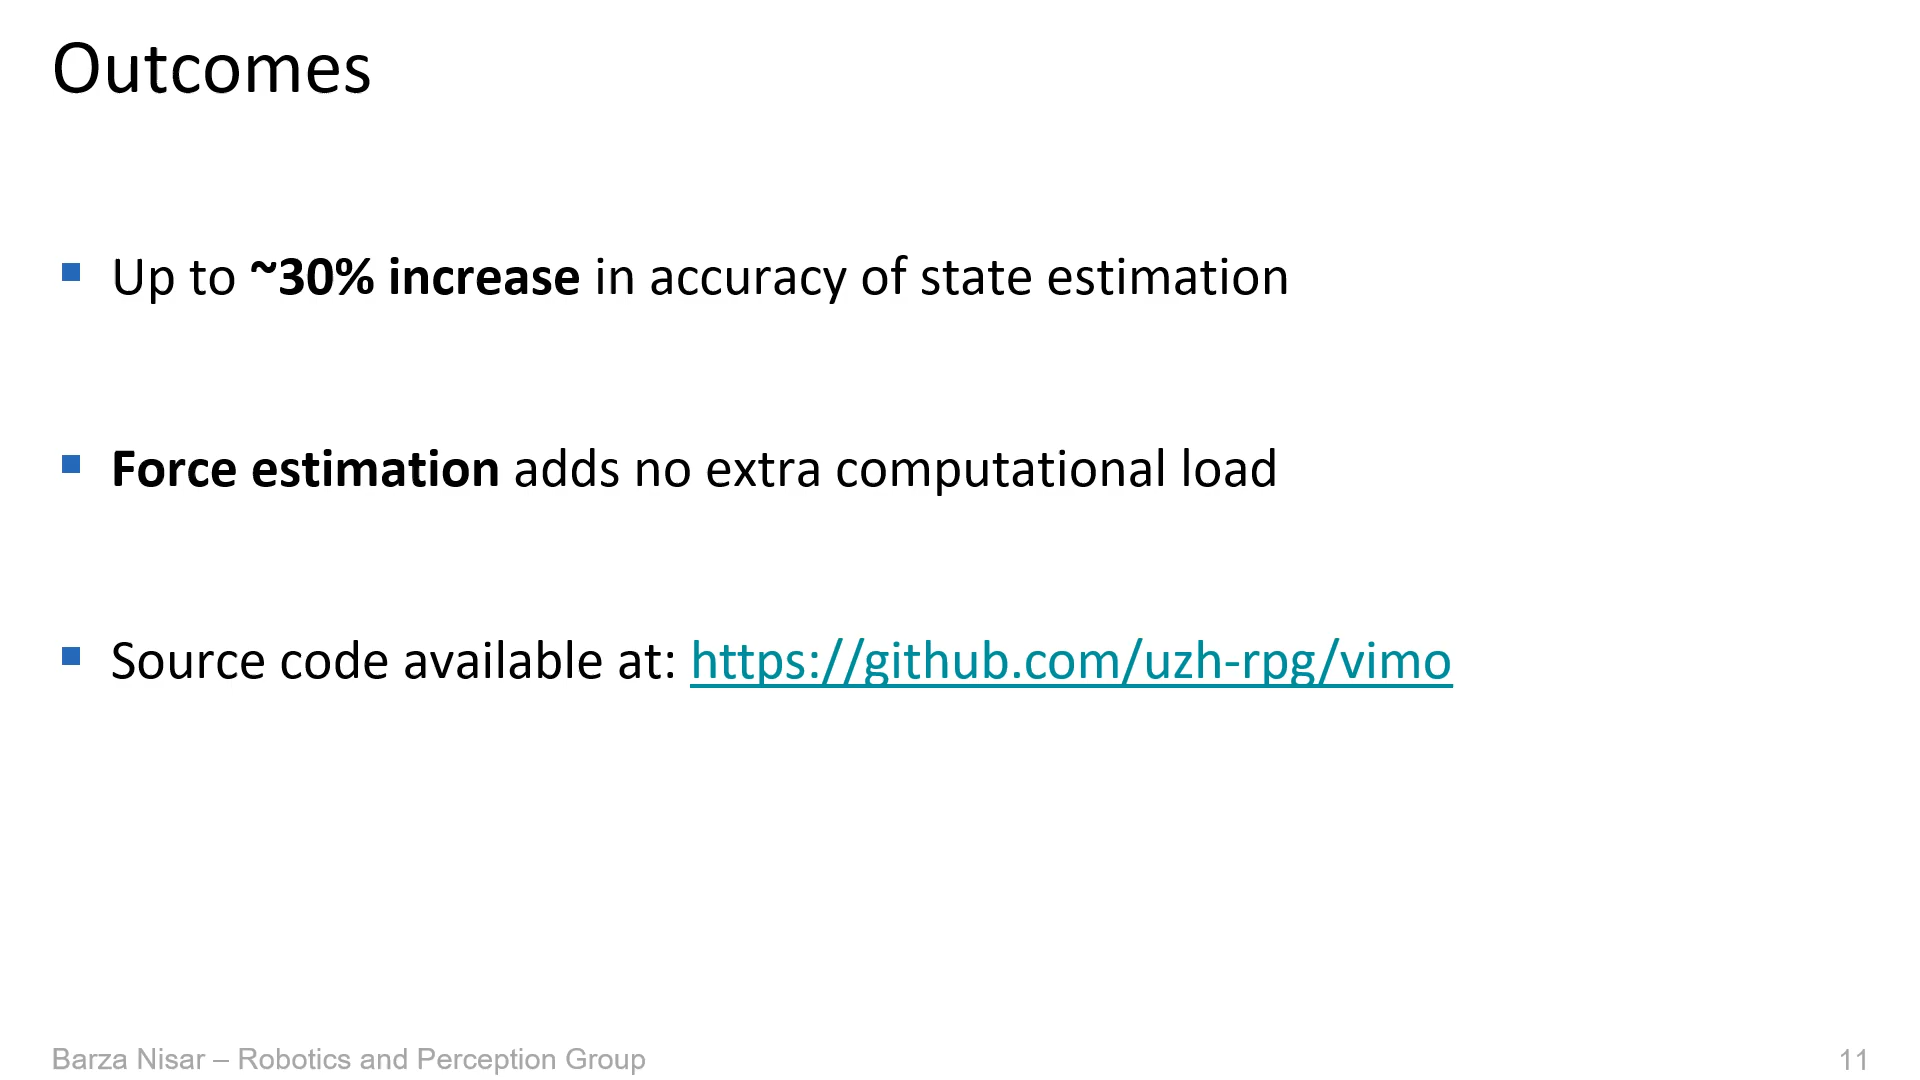 Outcomes
Up to ~30% increase in accuracy of state estimation
Force estimation adds no extra computational load
Source code available at: https://github.com/uzh-rpg/vimo
Barza Nisar – Robotics and Perception Group
11